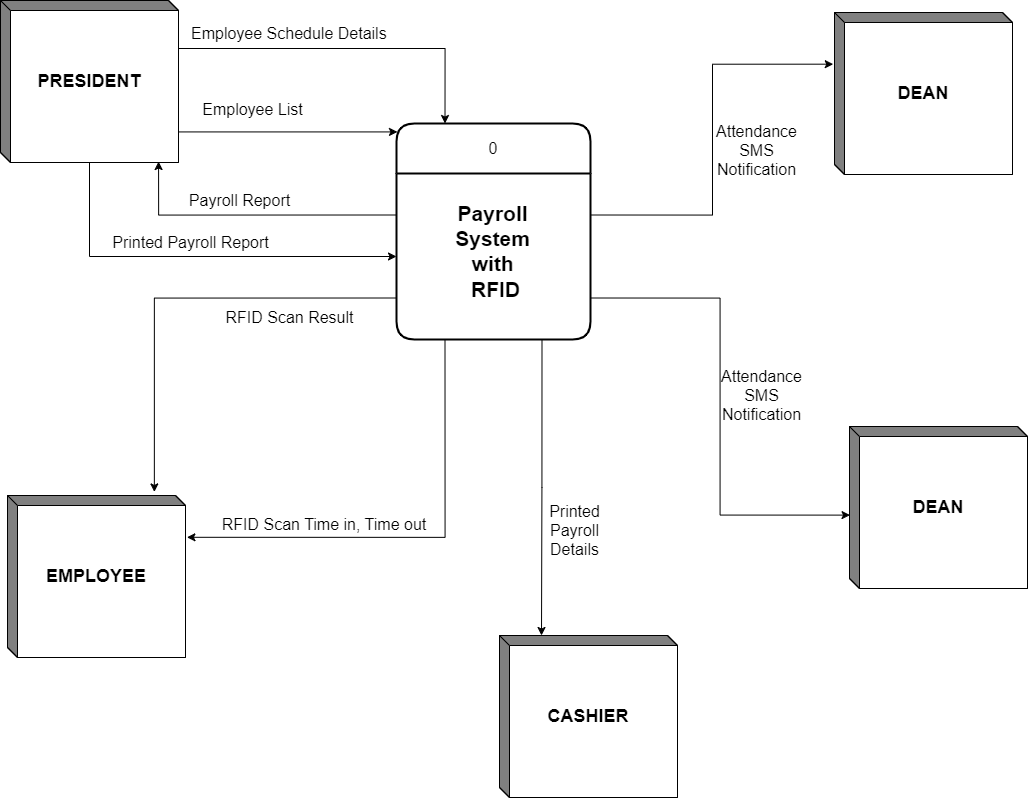 Employee Schedule Details
PRESIDENT
DEAN
Employee List
Attendance
SMS
Notification
0
Payroll Report
Payroll
System
with
RFID
Printed Payroll Report
RFID Scan Result
Attendance
SMS
Notification
DEAN
RFID Scan Time in, Time out
Printed
Payroll
Details
EMPLOYEE
CASHIER